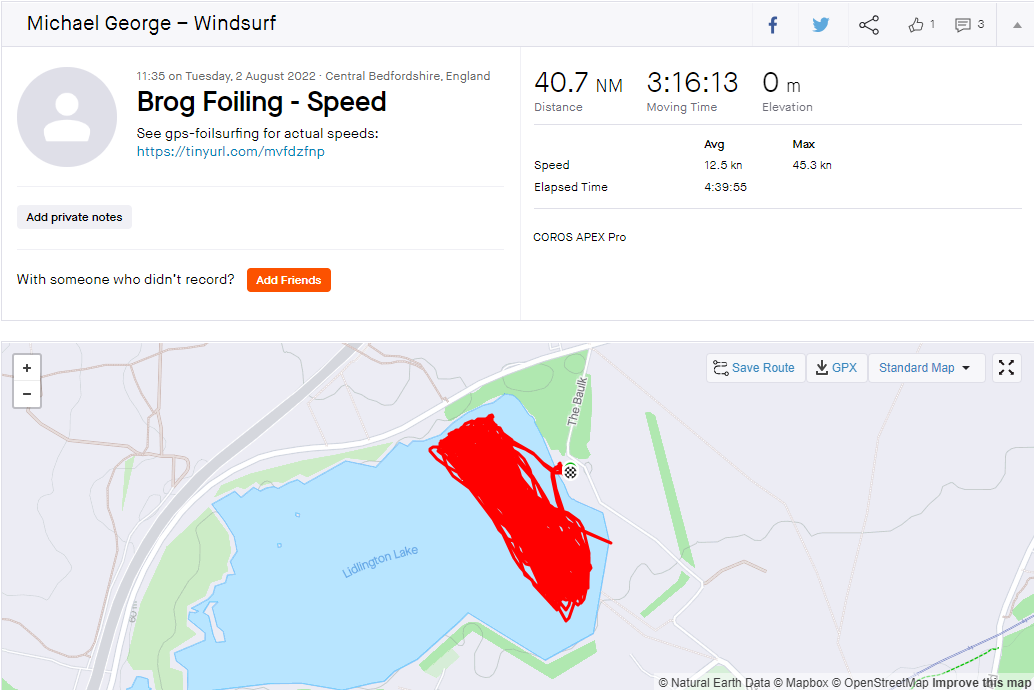 Michael George – Windsurf
1
3
11:35 on Tuesday, 2 August 2022 · Central Bedfordshire, England
Brog Foiling - Speed
See gps-foilsurfing for actual speeds:
https://tinyurl.com/mvfdzfnp
Add private notes
With someone who didn't record?
Add Friends
40.7 NM
3:16:13
0 m
Distance
Moving Time
Elevation
Avg
Max
Speed
12.5 kn
45.3 kn
Elapsed Time
4:39:55
COROS APEX Pro
+
−
Save Route
GPX
Standard Map
The Baulk
Lidlington Lake
© Natural Earth Data © Mapbox © OpenStreetMap Improve this map